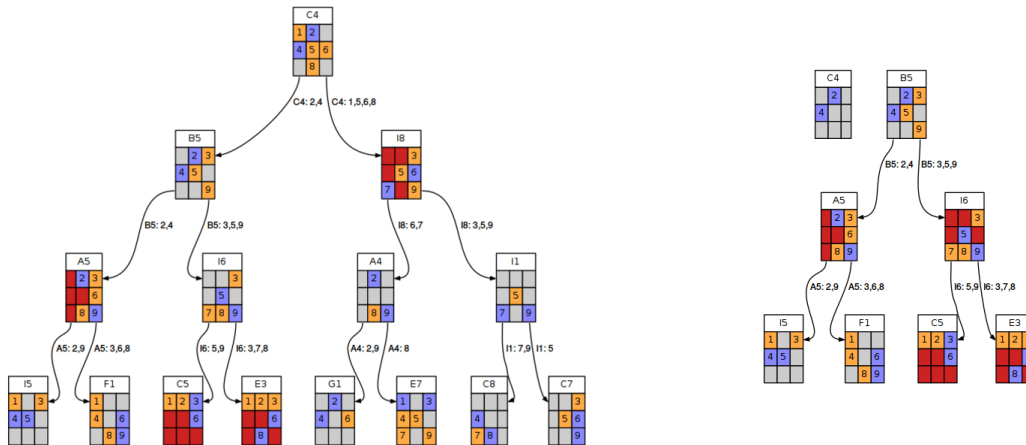 C4
1 2
4 5 6
8
C4: 2,4
C4: 1,5,6,8
B5
2 3
4 5
9
I8
3
5 6
7 9
B5: 2,4
B5: 3,5,9
I8: 6,7
I8: 3,5,9
A5
2 3
6
8 9
I6
3
5
7 8 9
A4
2
8 9
I1
5
7 9
A5: 2,9
A5: 3,6,8
I6: 5,9
I6: 3,7,8
A4: 2,9
A4: 8
I1: 7,9
I1: 5
I5
1 3
4 5
F1
1
4 6
8 9
C5
1 2 3
6
E3
1 2 3
6
8
G1
2
4 6
E7
1 3
4 5
7 9
C8
4
7 8
C7
3
5 6
9
C4
2
4
B5
2 3
4 5
9
B5: 2,4
B5: 3,5,9
A5
2 3
6
8 9
I6
3
5
7 8 9
A5: 2,9
A5: 3,6,8
I6: 5,9
I6: 3,7,8
I5
1 3
4 5
F1
1
4 6
8 9
C5
1 2 3
6
E3
1 2
8